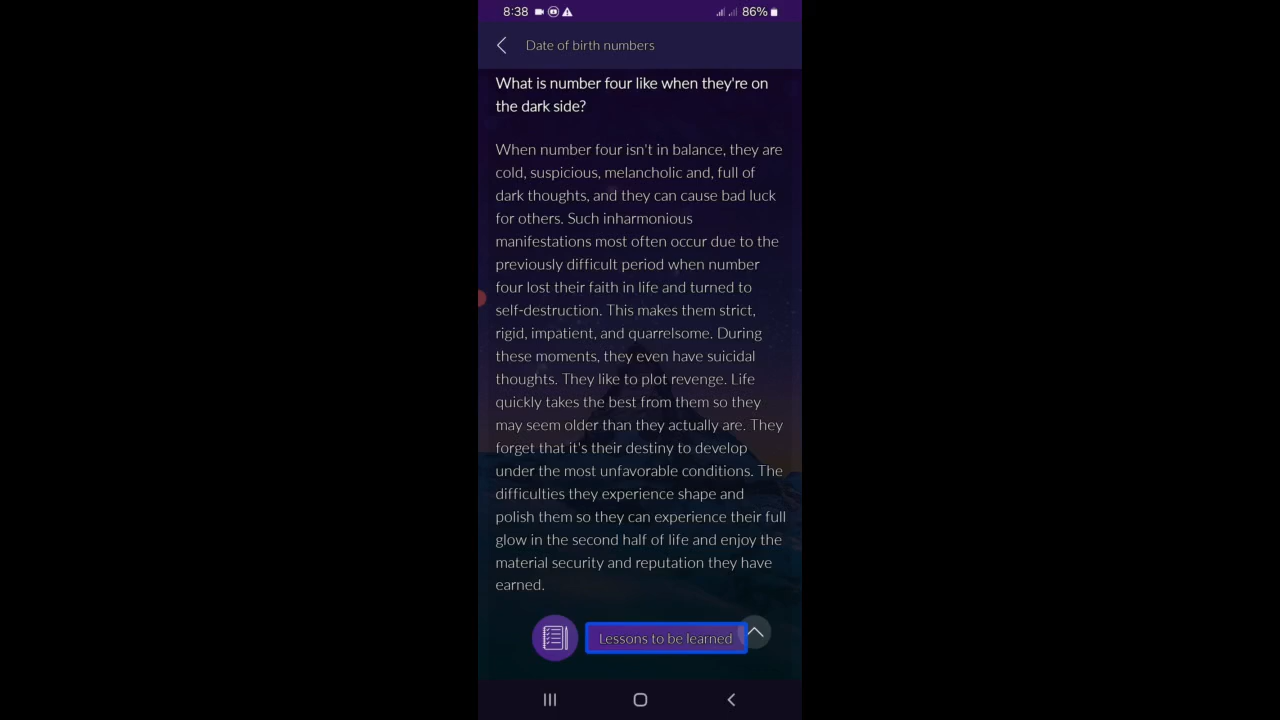 8:38
86%
Date of birth numbers
What is number four like when they're on
the dark side?
When number four isn't in balance, they are
cold, suspicious, melancholic and, full of
dark thoughts, and they can cause bad luck
for others. Such inharmonious
manifestations most often occur due to the
previously difficult period when number
four lost their faith in life and turned to
self-destruction. This makes them strict,
rigid, impatient, and quarrelsome. During
these moments, they even have suicidal
thoughts. They like to plot revenge. Life
quickly takes the best from them so they
may seem older than they actually are. They
forget that it's their destiny to develop
under the most unfavorable conditions. The
difficulties they experience shape and
polish them so they can experience their full
glow in the second half of life and enjoy the
material security and reputation they have
earned.
Lessons to be learned